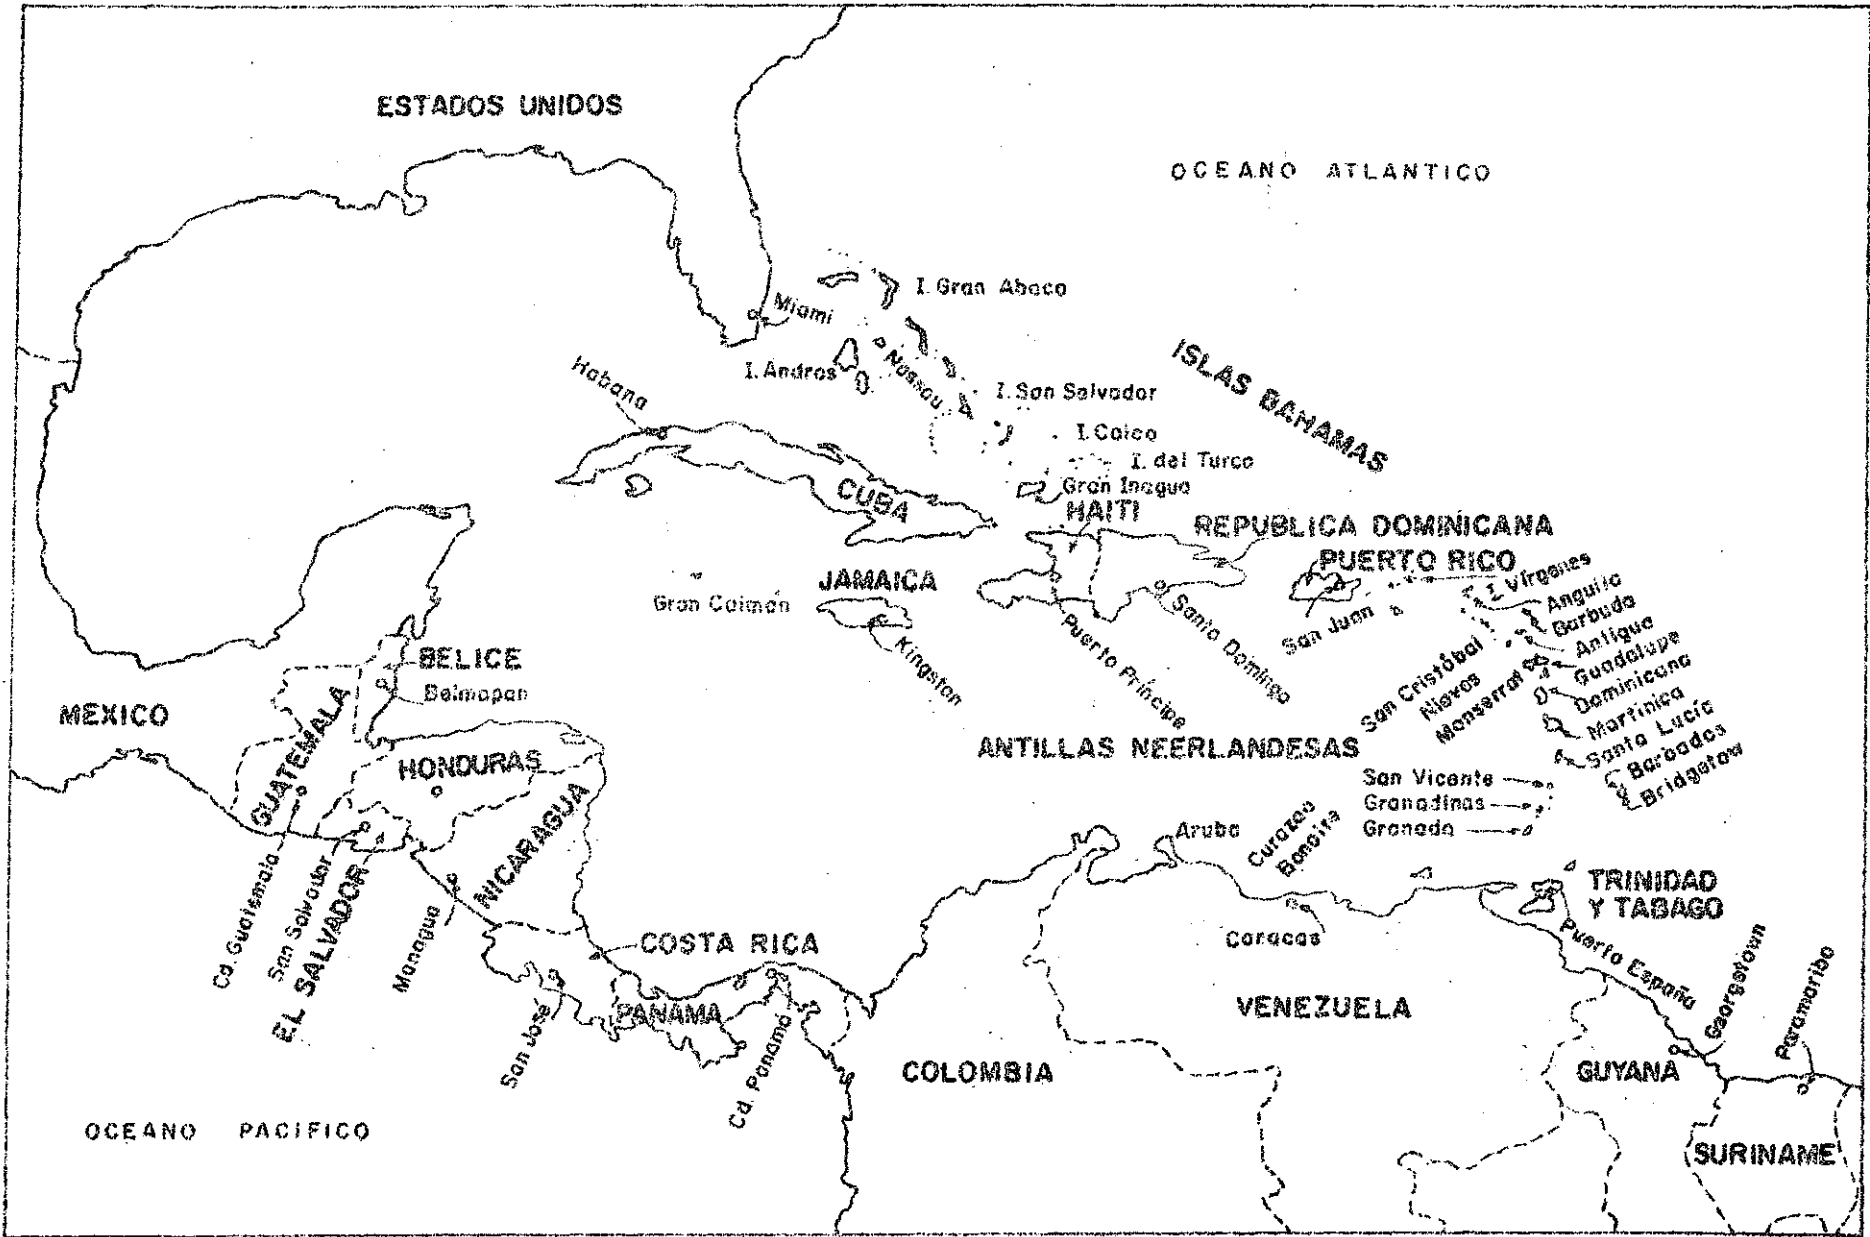 ESTADOS UNIDOS
OCEANO ATLANTICO
I. Gran Abaco
Miami
Nassau
I. Andros
ISLAS BAHAMAS
Habana
I. San Salvador
I. Caico
I. del Turco
Gran Inagua
CUBA
HAITI
REPUBLICA DOMINICANA
PUERTO RICO
JAMAICA
Gran Caimán
Kingston
Puerto Príncipe
Santo Domingo
San Juan
I. Vírgenes
Anguila
Barbuda
Antigua
Guadalupe
Dominicana
Martinica
Santa Lucía
Barbados
Bridgetow
San Cristóbal
Nieves
Monserrat
BELICE
Belmopan
MEXICO
GUATEMALA
HONDURAS
NICARAGUA
ANTILLAS NEERLANDESAS
San Vicente
Granadinas
Granada
Aruba
Curazao
Bonaire
TRINIDAD
Y TABAGO
Cd. Guatemala
San Salvador
EL SALVADOR
Managua
COSTA RICA
San José
PANAMA
Cd. Panamá
Caracas
Puerto España
Georgetown
Paramaribo
VENEZUELA
COLOMBIA
GUYANA
SURINAME
OCEANO PACIFICO